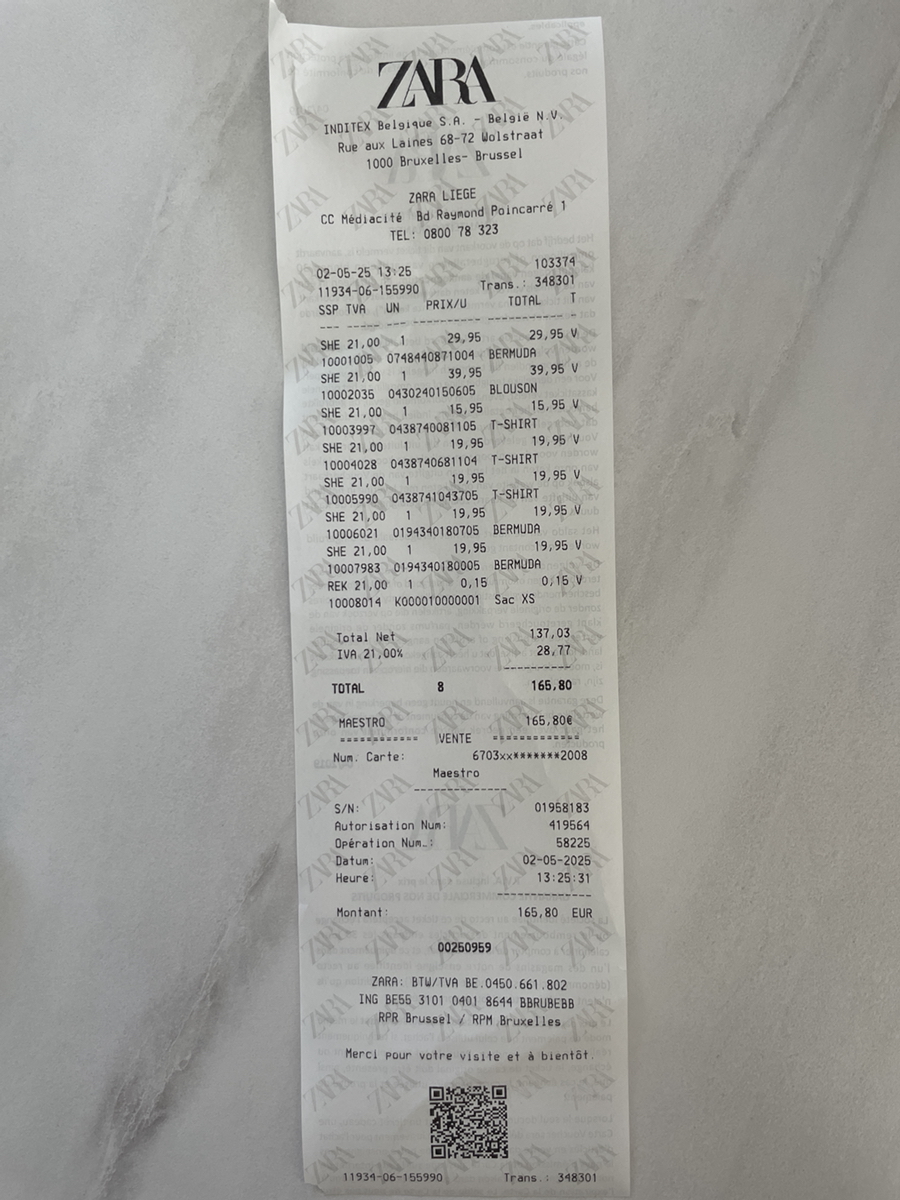 ZARA
INDITEX Belgique S.A. - België N.V.
Rue aux Laines 68-72 Wolstraat
1000 Bruxelles- Brussel
ZARA LIEGE
CC Médiacité Bd Raymond Poincarré 1
TEL: 0800 78 323
02-05-25 13:25 103374
11934-06-155990 Trans.: 348301
SSP TVA UN PRIX/U TOTAL T
SHE 21,00 1 29,95 29,95 V
10001005 0748440871004 BERMUDA
SHE 21,00 1 39,95 39,95 V
10002035 0430240150605 BLOUSON
SHE 21,00 1 15,95 15,95 V
10003997 0438740081105 T-SHIRT
SHE 21,00 1 19,95 19,95 V
10004028 0438740681104 T-SHIRT
SHE 21,00 1 19,95 19,95 V
10005990 0438741043705 T-SHIRT
SHE 21,00 1 19,95 19,95 V
10006021 0194340180705 BERMUDA
SHE 21,00 1 19,95 19,95 V
10007983 0194340180005 BERMUDA
REK 21,00 1 0,15 0,15 V
10008014 K000010000001 Sac XS
Total Net 137,03
IVA 21,00% 28,77
TOTAL 8 165,80
MAESTRO 165,80€
============ VENTE ============
Num. Carte: 6703xx*******2008
Maestro
S/N: 01958183
Autorisation Num: 419564
Opération Num.: 58225
Datum: 02-05-2025
Heure: 13:25:31
Montant: 165,80 EUR
00250959
ZARA: BTW/TVA BE.0450.661.802
ING BE55 3101 0401 8644 BBRUBEBB
RPR Brussel / RPM Bruxelles
Merci pour votre visite et à bientôt.
11934-06-155990 Trans.: 348301